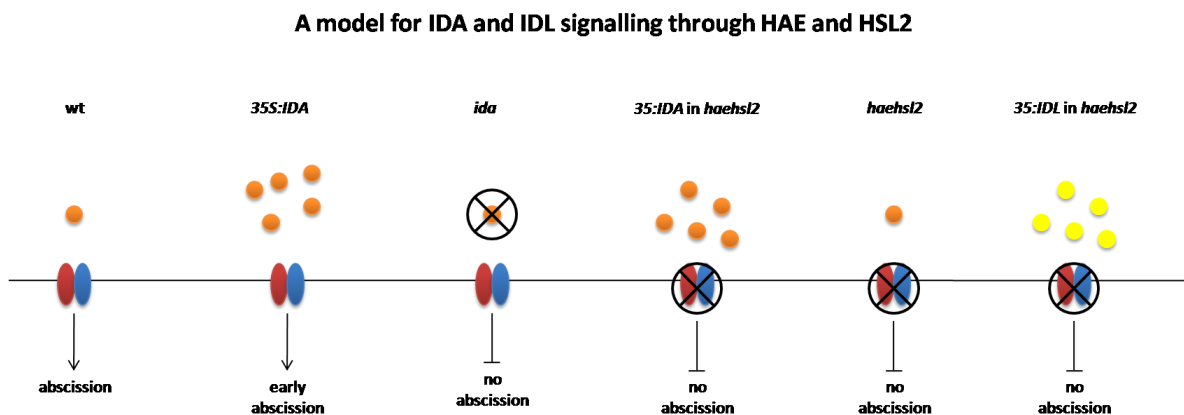 A model for IDA and IDL signalling through HAE and HSL2
wt
35S:IDA
ida
35:IDA in haehsl2
haehsl2
35:IDL in haehsl2
abscission
early
abscission
no
abscission
no
abscission
no
abscission
no
abscission